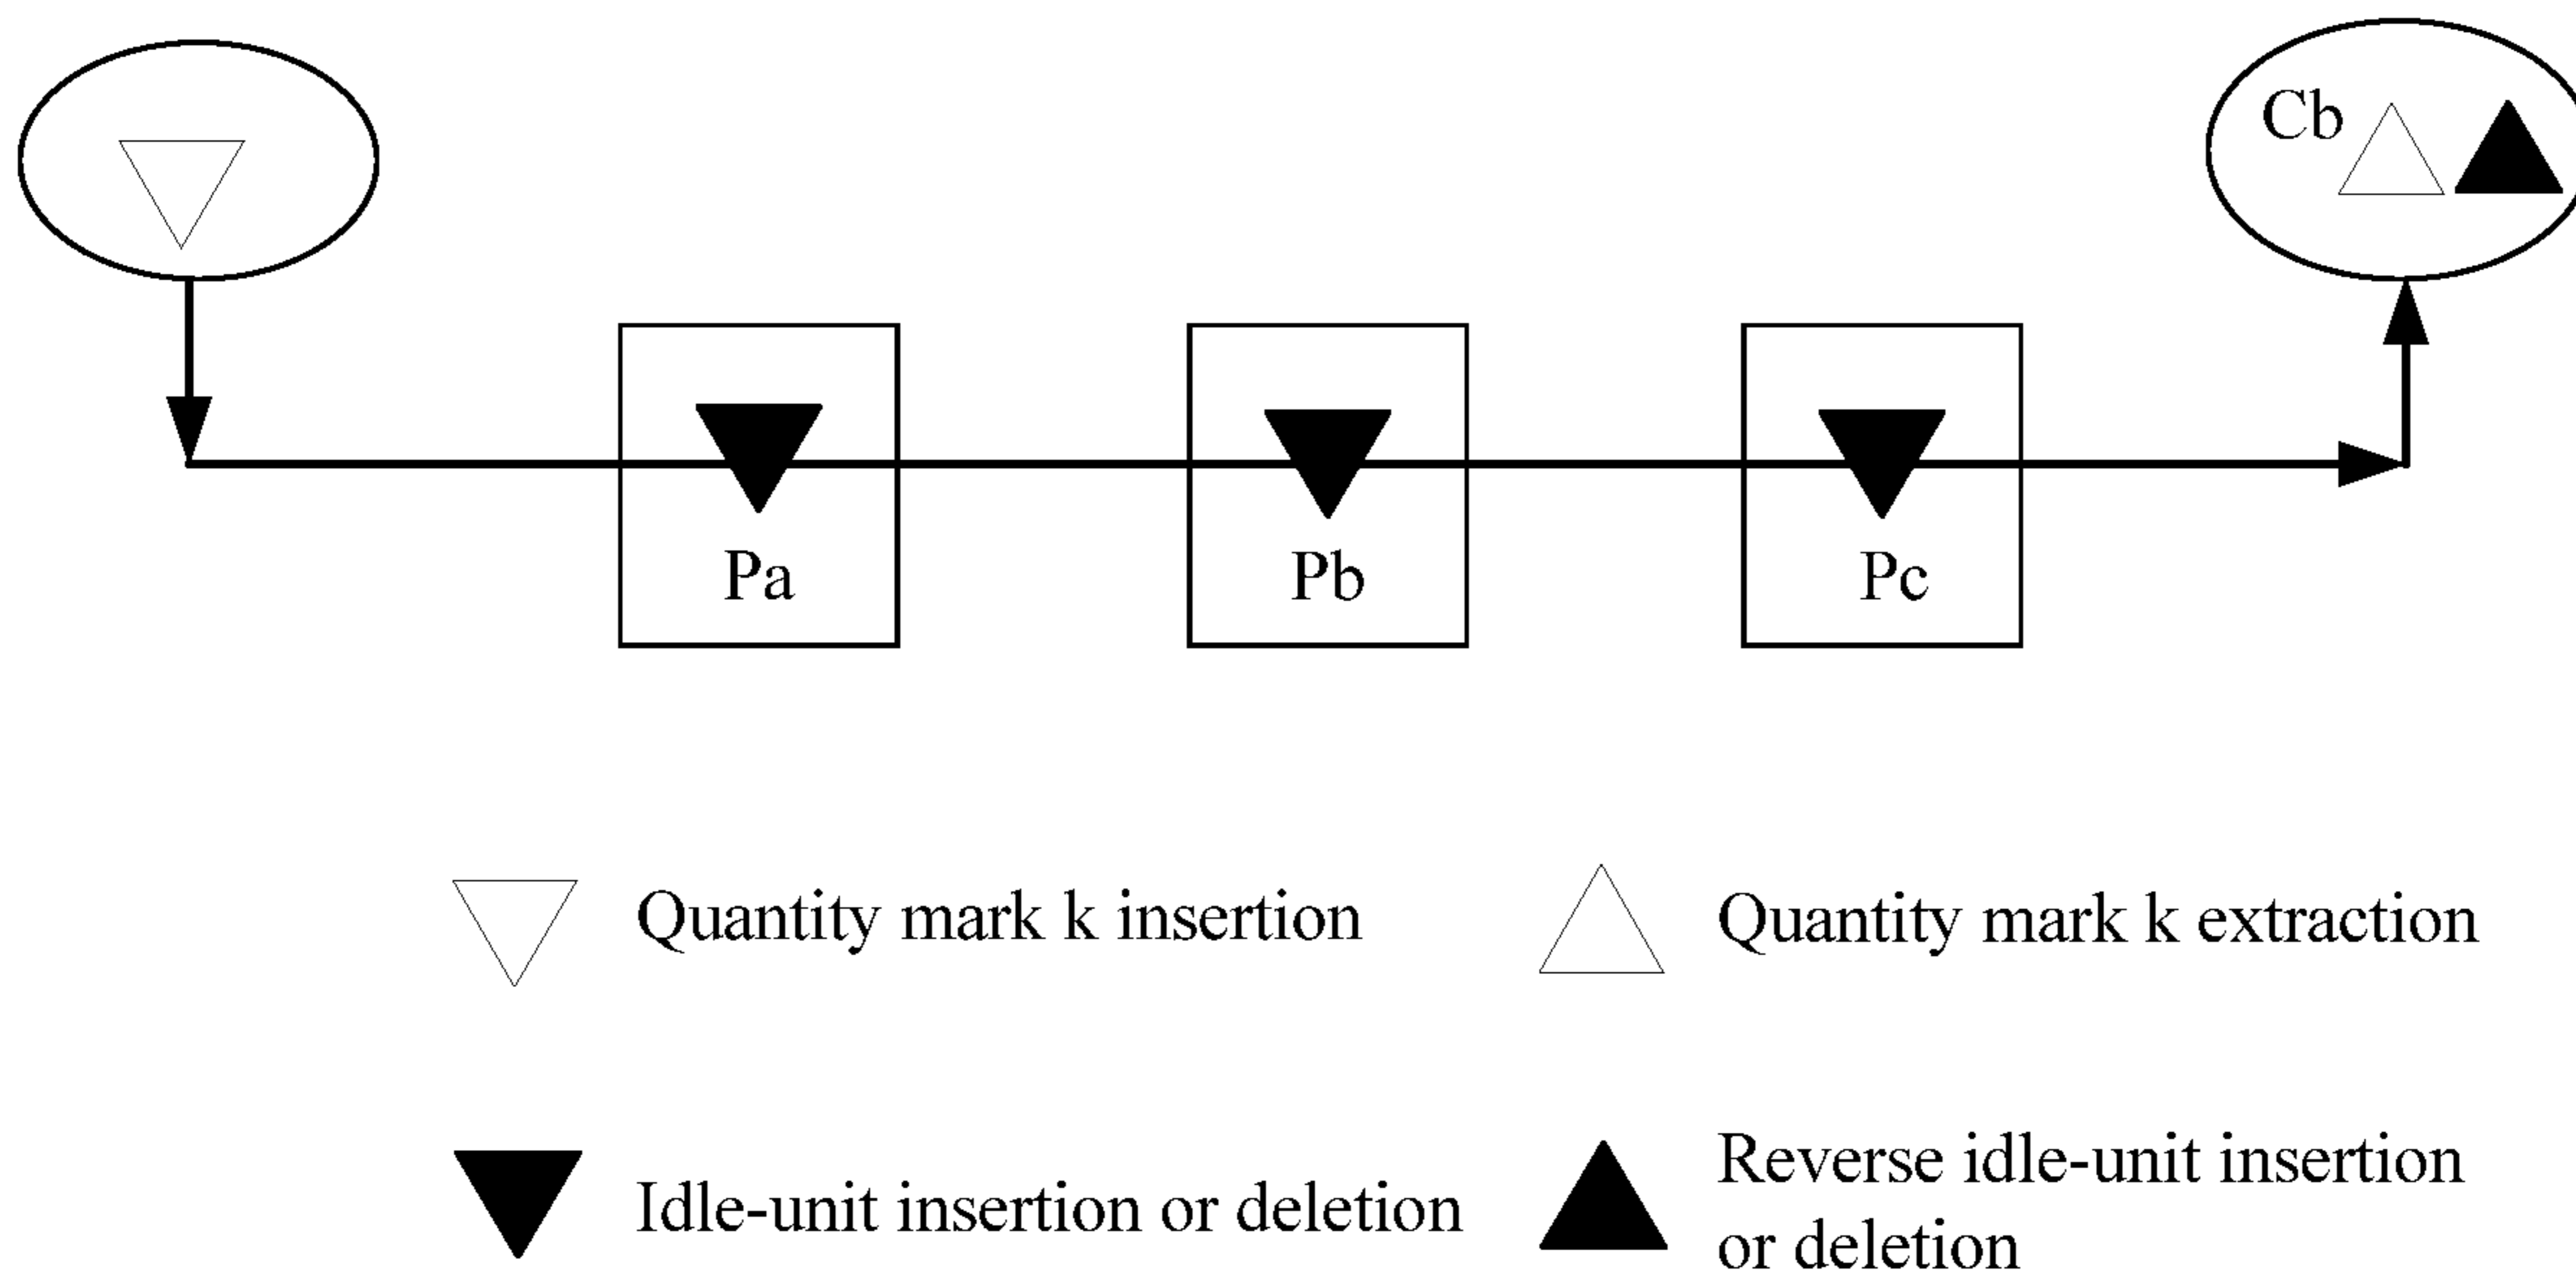 Cb
Pa
Pb
Pc
Quantity mark k insertion
Quantity mark k extraction
Idle-unit insertion or deletion
Reverse idle-unit insertion
or deletion